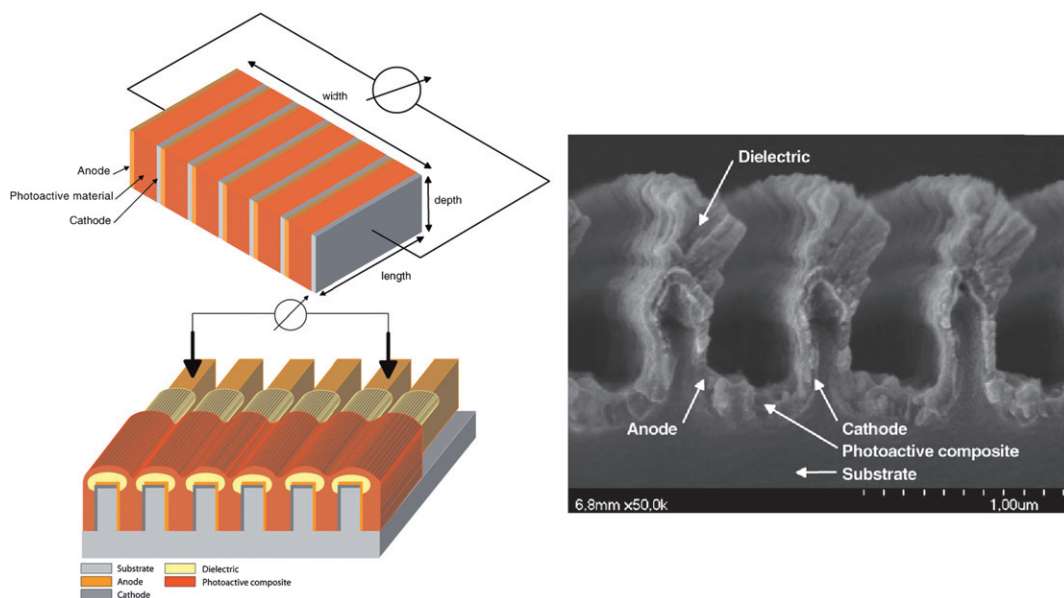 width
Anode
Photoactive material
Cathode
depth
length
Substrate
Anode
Cathode
Dielectric
Photoactive composite
Dielectric
Anode
Cathode
Photoactive composite
Substrate
6.8mm x50.0k
1.00um